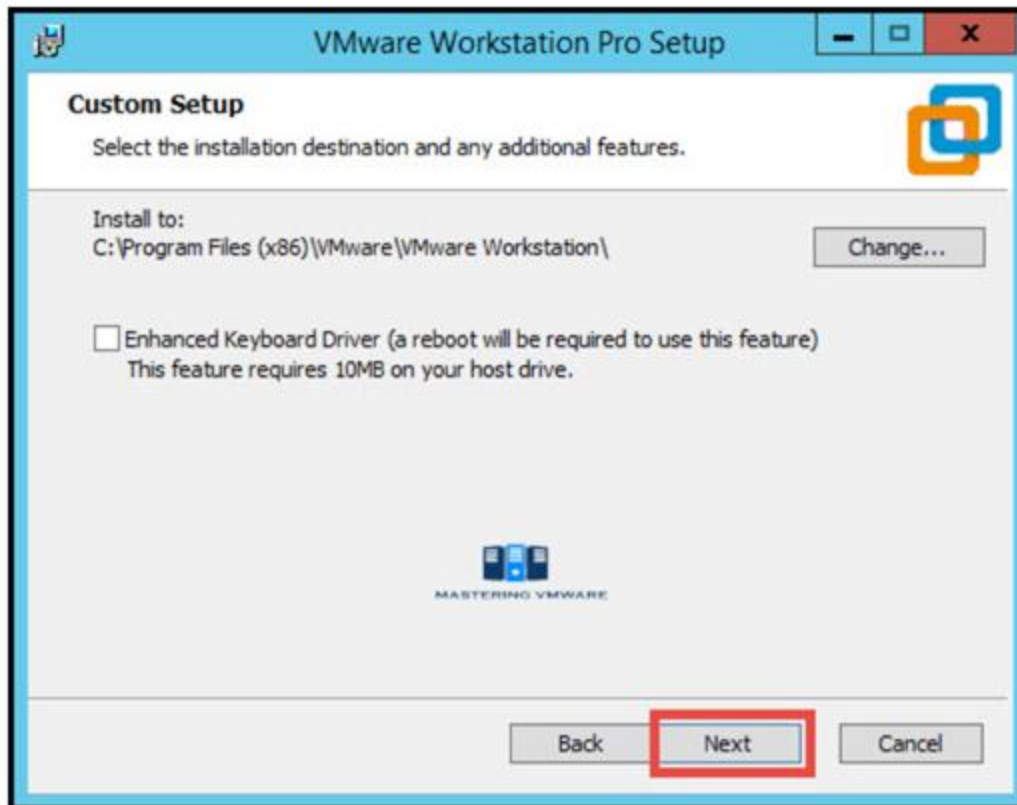 VMware Workstation Pro Setup
Custom Setup
Select the installation destination and any additional features.
Install to:
C:\Program Files (x86)\VMware\VMware Workstation\
Change...
Enhanced Keyboard Driver (a reboot will be required to use this feature)
This feature requires 10MB on your host drive.
MASTERING VMWARE
Back Next Cancel